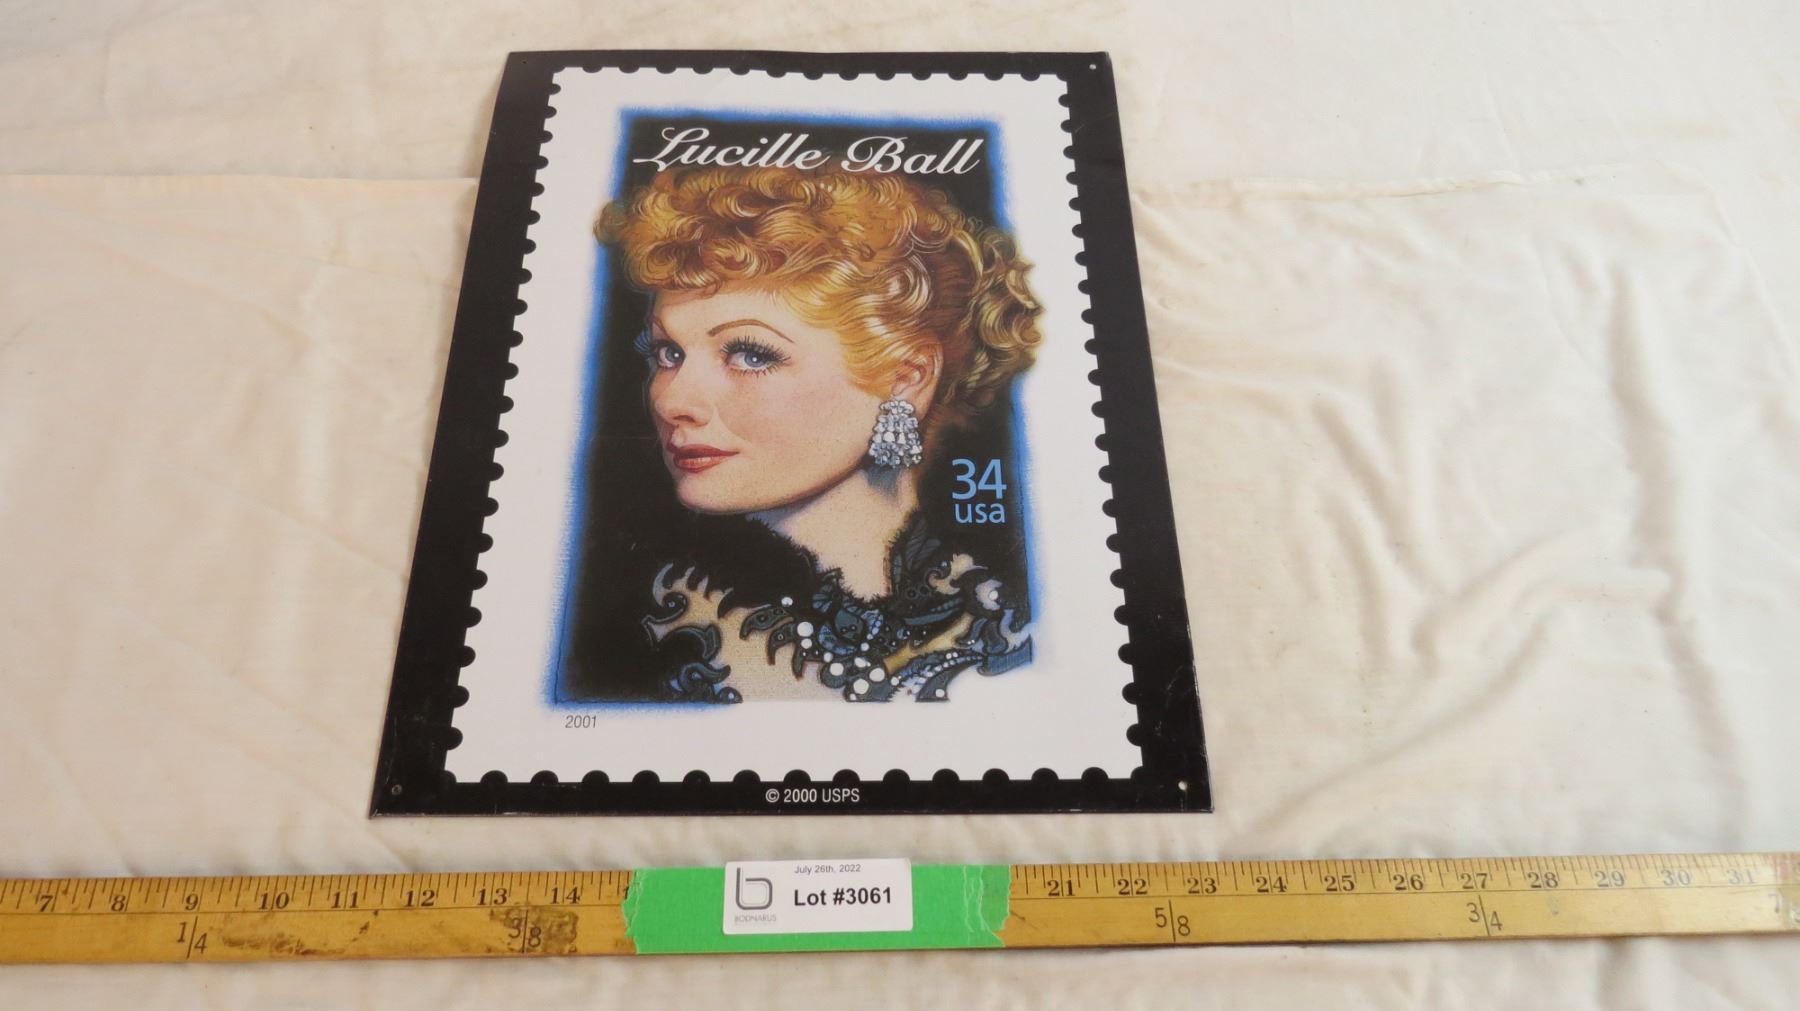 Lucille Ball
34
usa
2001
© 2000 USPS
July 26th, 2022
Lot #3061
BODNARUS
7 8 9 10 11 12 13 14 21 22 23 24 25 26 27 28 29 30 31
1/4 3/8 5/8 3/4